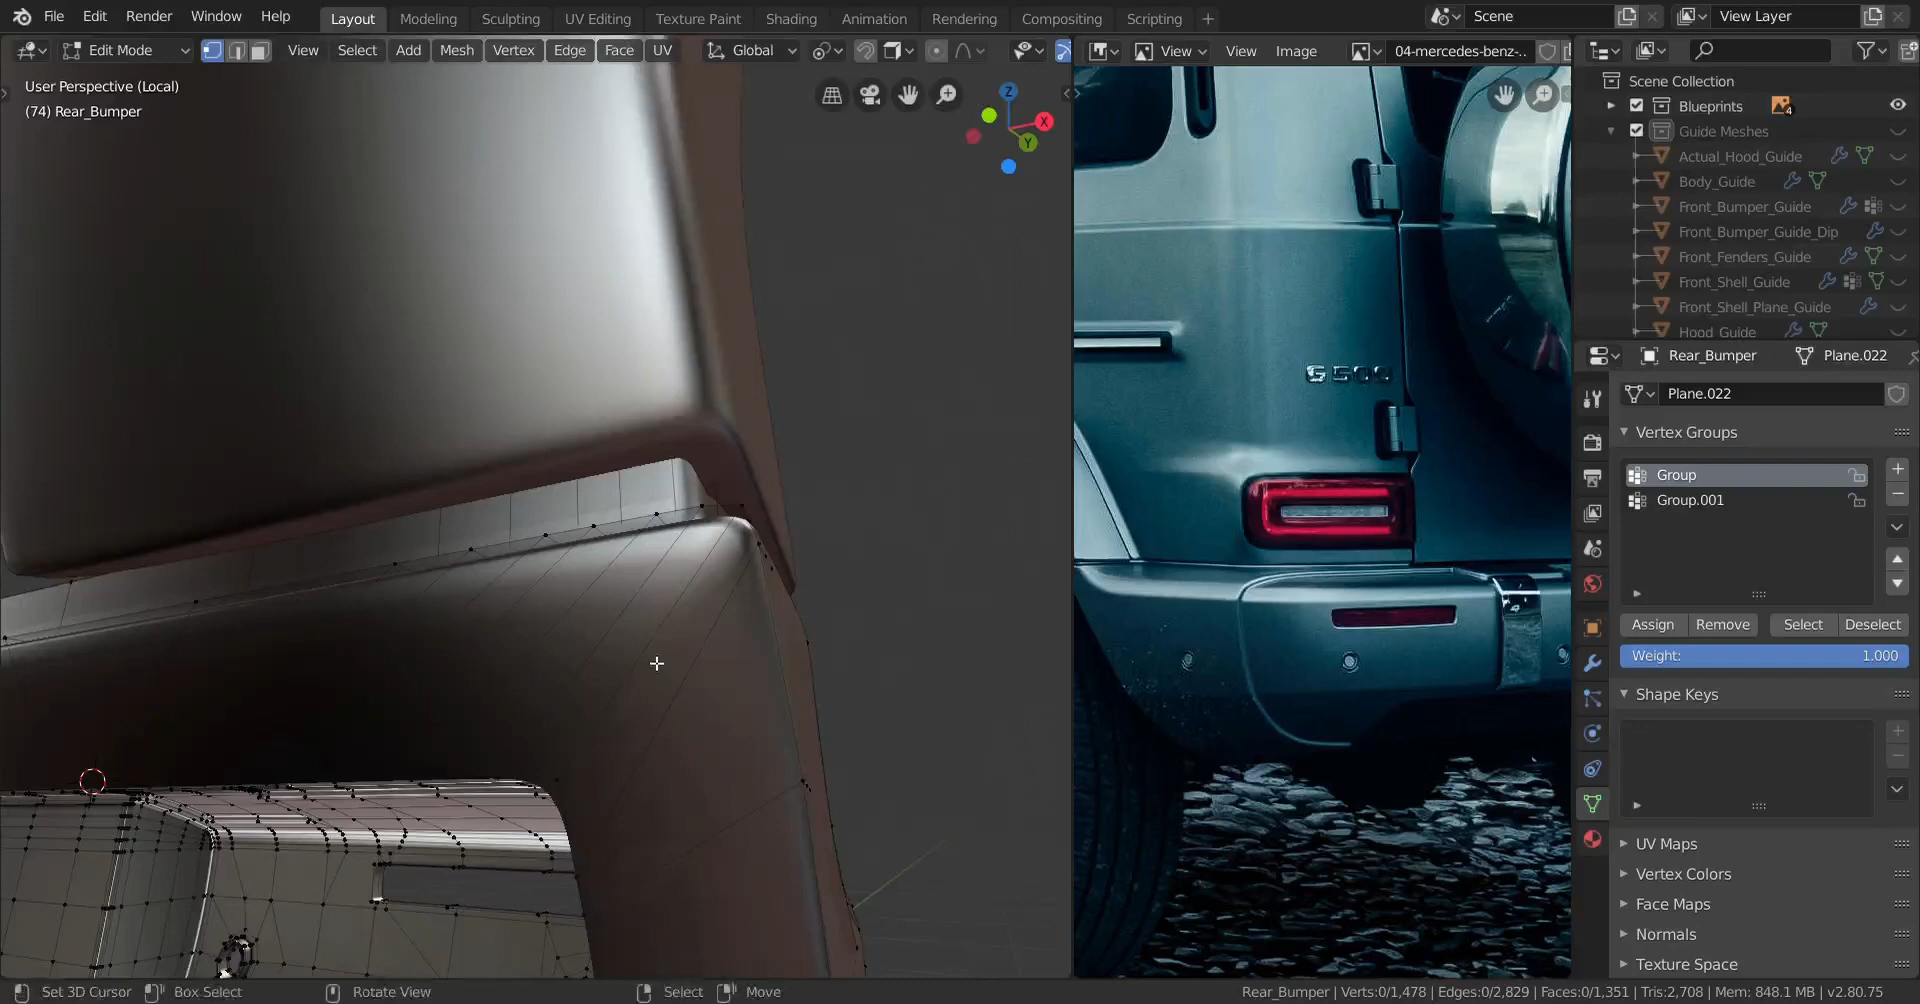 File Edit Render Window Help Layout Modeling Sculpting UV Editing Texture Paint Shading Animation Rendering Compositing Scripting + Scene View Layer
Edit Mode View Select Add Mesh Vertex Edge Face UV Global View View Image 04-mercedes-benz-..
User Perspective (Local)
(74) Rear_Bumper
Z
X
Y
G 500
Scene Collection
Blueprints 4
Guide Meshes
Actual_Hood_Guide
Body_Guide
Front_Bumper_Guide
Front_Bumper_Guide_Dip
Front_Fenders_Guide
Front_Shell_Guide
Front_Shell_Plane_Guide
Hood_Guide
Rear_Bumper Plane.022
Plane.022
Vertex Groups
Group
Group.001
Assign Remove Select Deselect
Weight: 1.000
Shape Keys
UV Maps
Vertex Colors
Face Maps
Normals
Texture Space
Set 3D Cursor Box Select Rotate View Select Move Rear_Bumper | Verts:0/1,478 | Edges:0/2,829 | Faces:0/1,351 | Tris:2,708 | Mem: 848.1 MB | v2.80.75